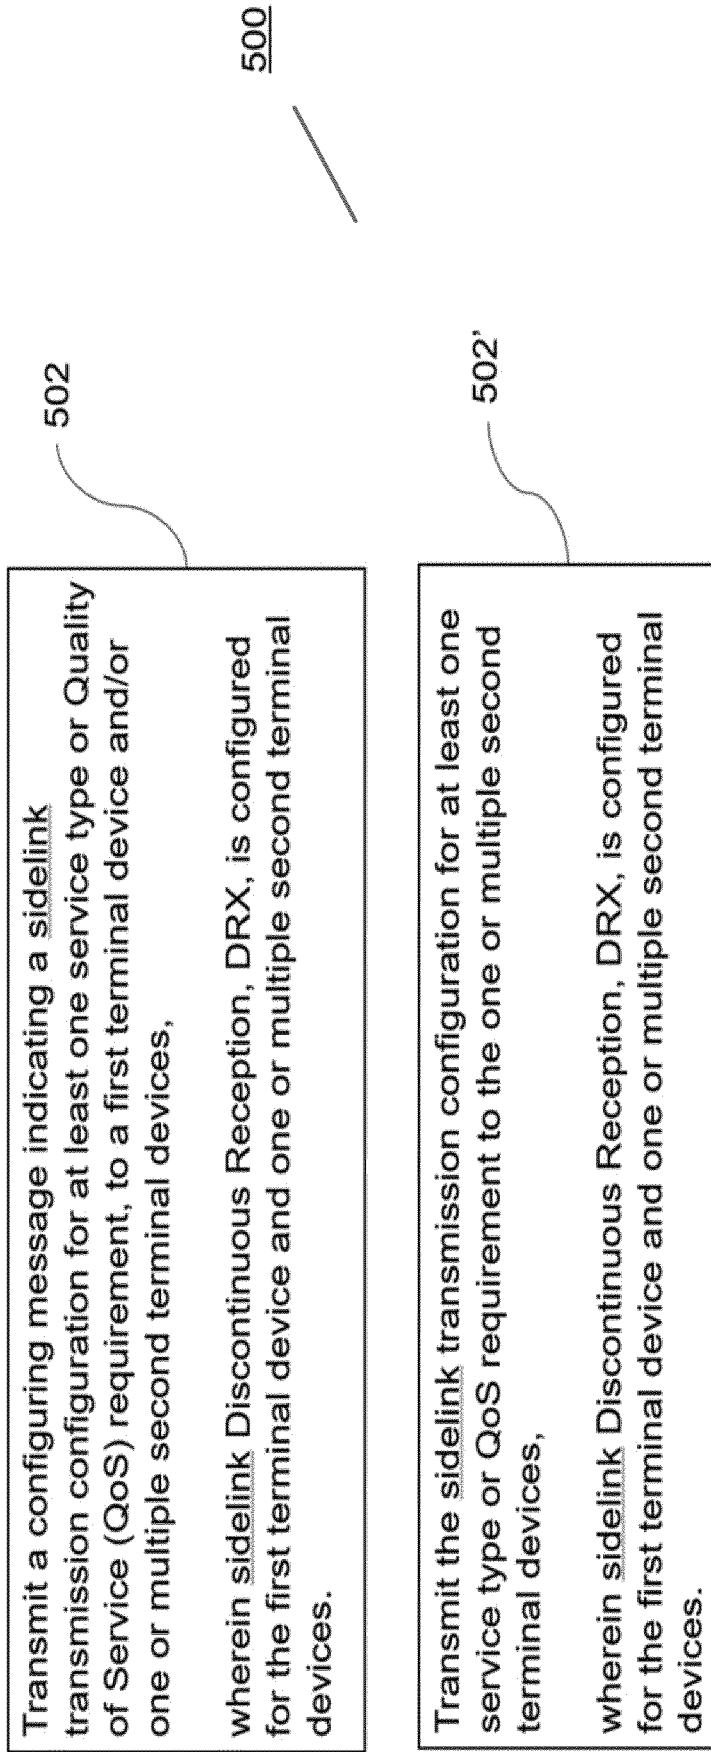 500
502
Transmit a configuring message indicating a sidelink
transmission configuration for at least one service type or Quality
of Service (QoS) requirement, to a first terminal device and/or
one or multiple second terminal devices,
wherein sidelink Discontinuous Reception, DRX, is configured
for the first terminal device and one or multiple second terminal
devices.
502'
Transmit the sidelink transmission configuration for at least one
service type or QoS requirement to the one or multiple second
terminal devices,
wherein sidelink Discontinuous Reception, DRX, is configured
for the first terminal device and one or multiple second terminal
devices.